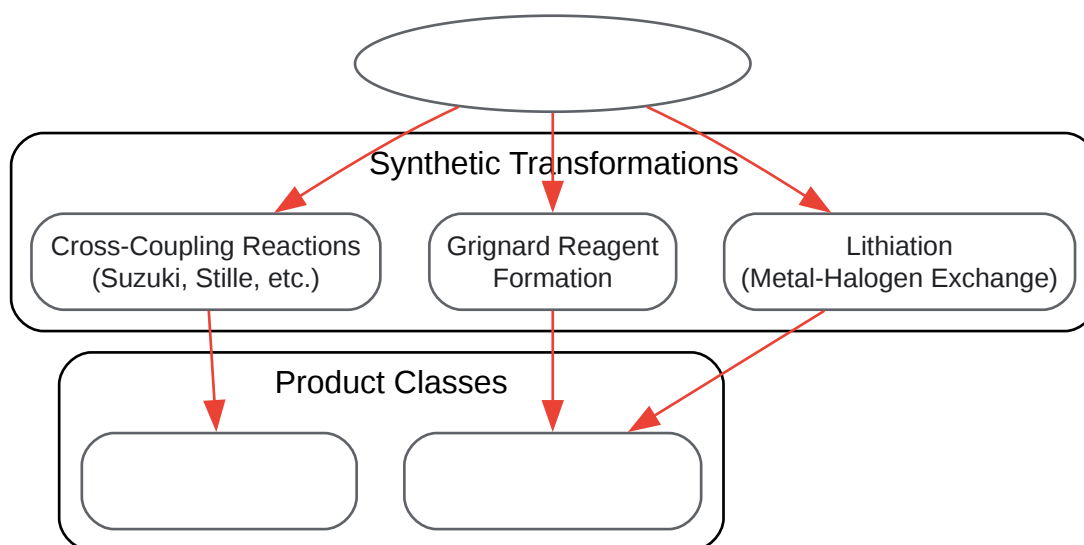 Synthetic Transformations
Cross-Coupling Reactions
(Suzuki, Stille, etc.)
Grignard Reagent
Formation
Lithiation
(Metal-Halogen Exchange)
Product Classes